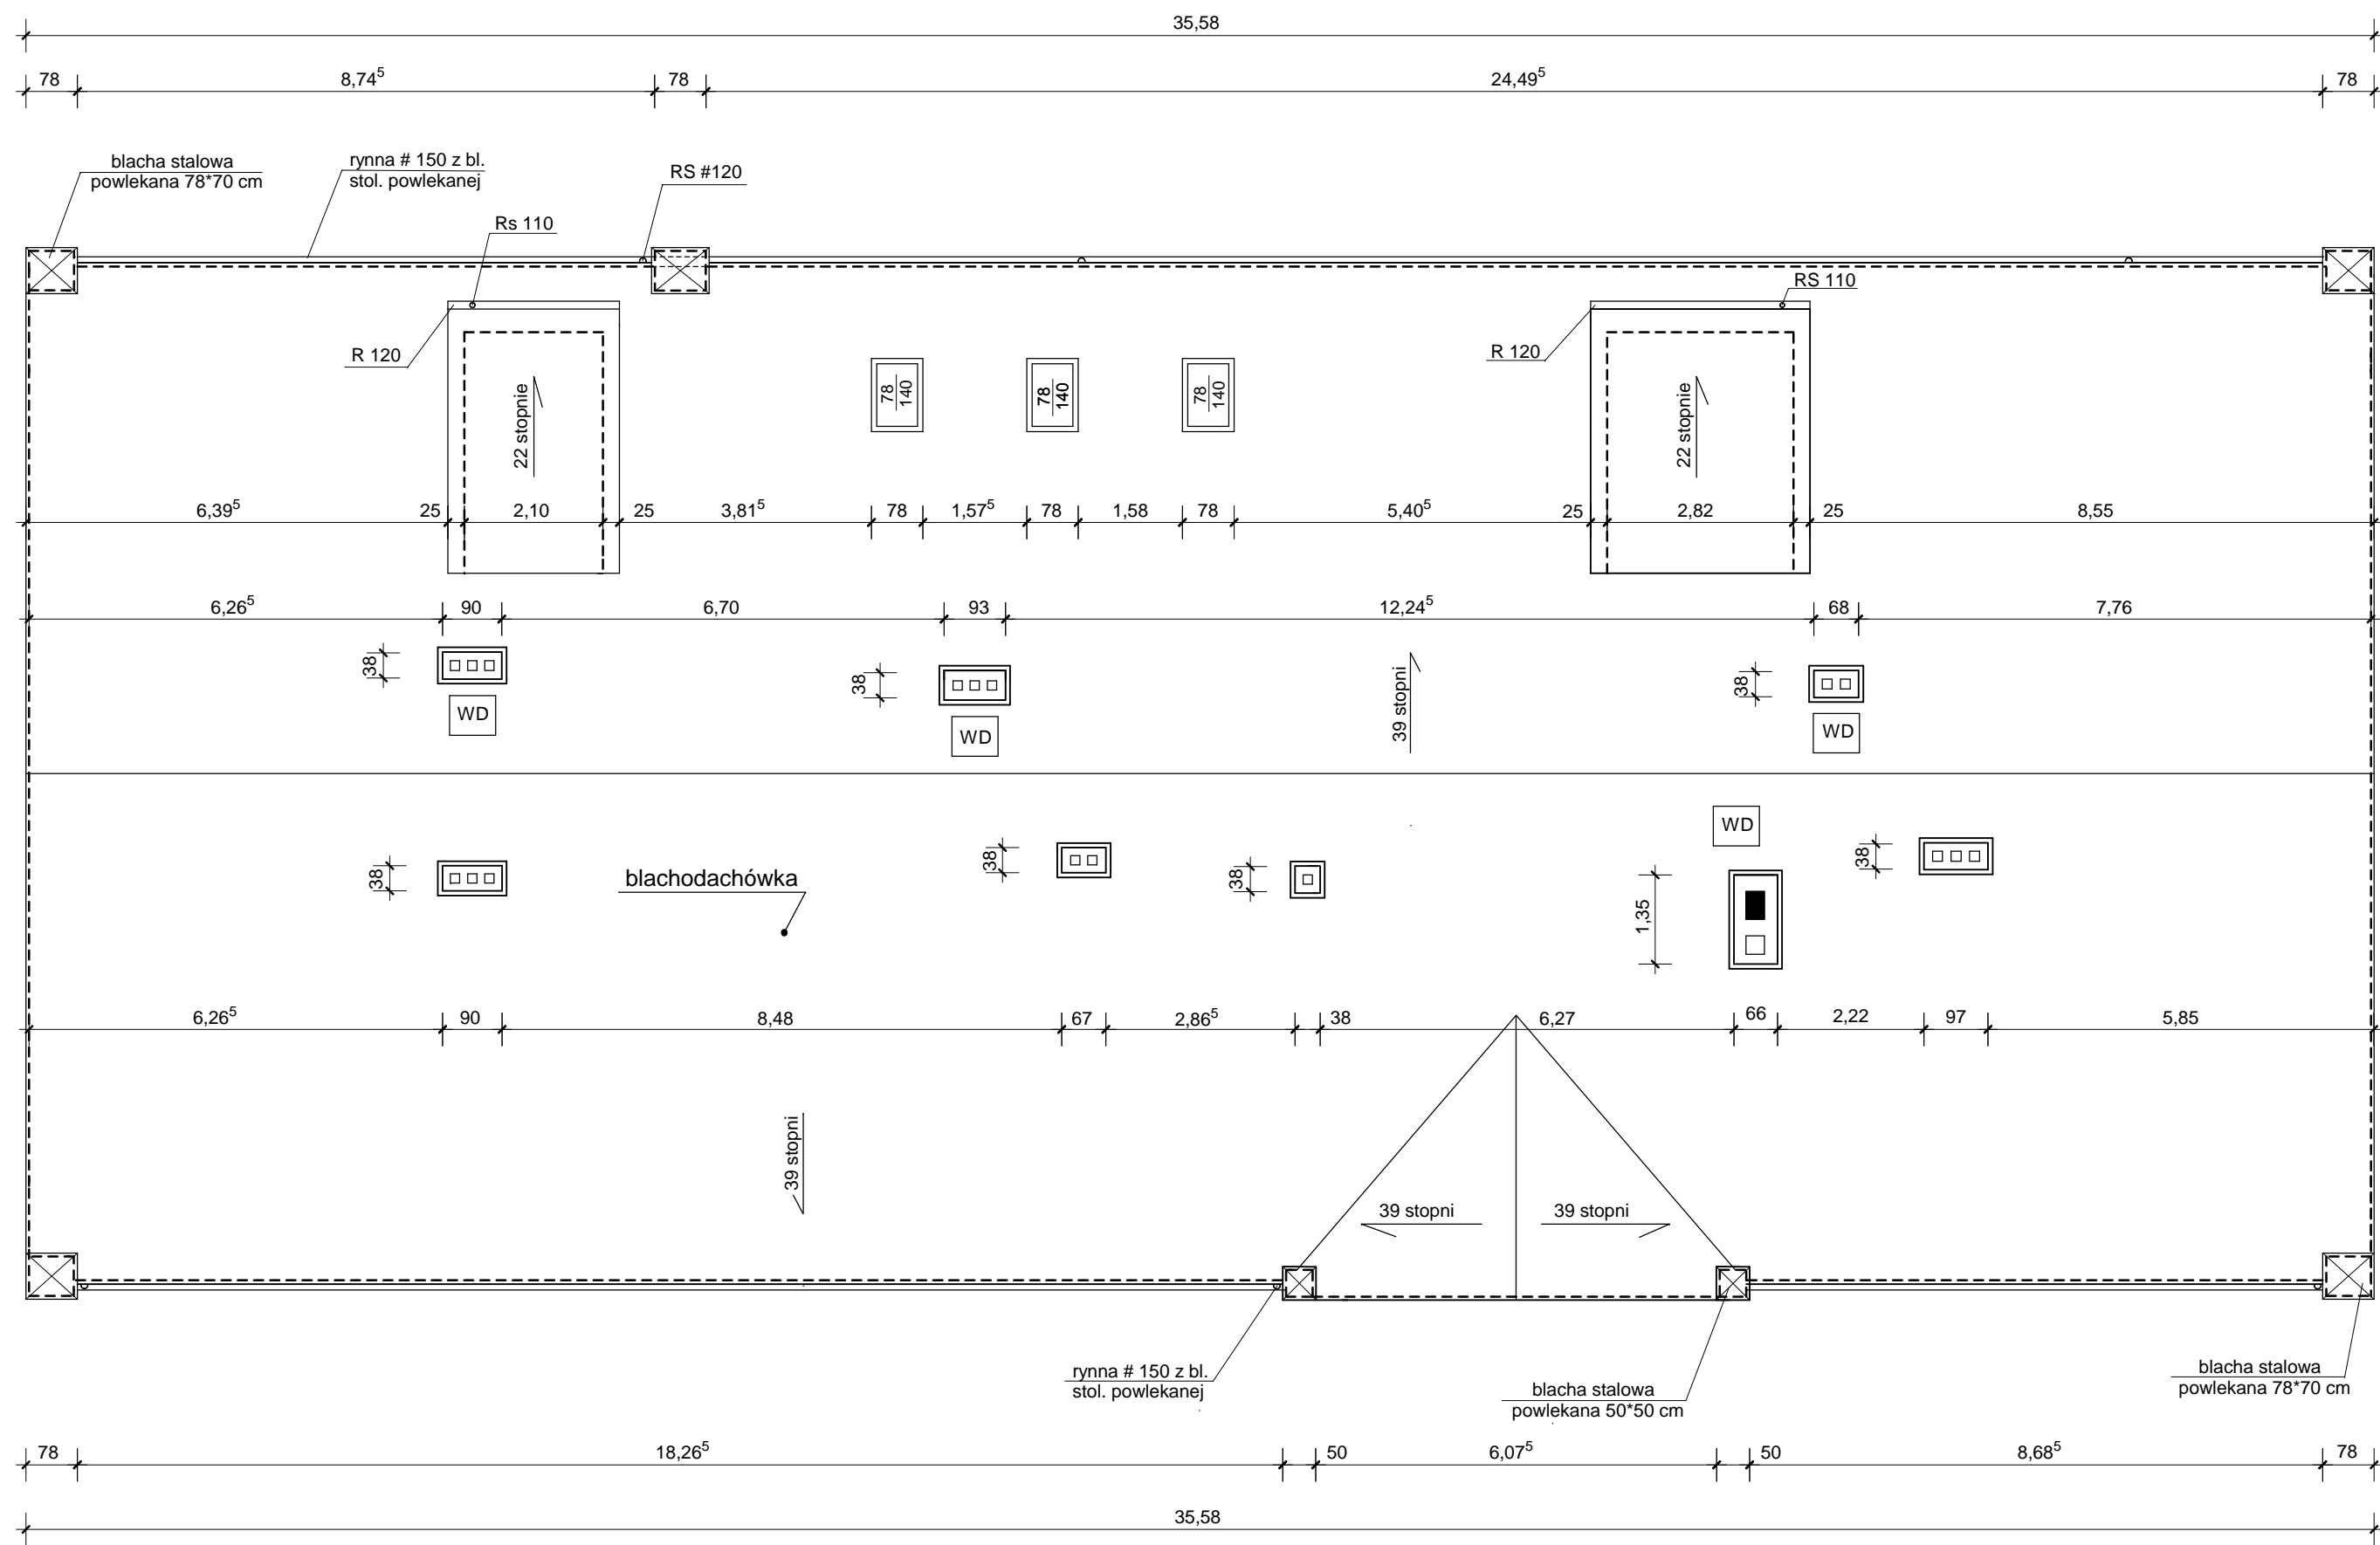 35,58
78 8,74⁵ 78 24,49⁵ 78
blacha stalowa
powlekana 78*70 cm
rynna # 150 z bl.
stol. powlekanej
RS #120
Rs 110
RS 110
R 120
R 120
22 stopnie
78
140
78
140
78
140
22 stopnie
6,39⁵ 25 2,10 25 3,81⁵ 78 1,57⁵ 78 1,58 78 5,40⁵ 25 2,82 25 8,55
6,26⁵ 90 6,70 93 12,24⁵ 68 7,76
38
38
38
39 stopni
WD
WD
WD
WD
38
38
38
38
blachodachówka
1,35
6,26⁵ 90 8,48 67 2,86⁵ 38 6,27 66 2,22 97 5,85
39 stopni
39 stopni
39 stopni
rynna # 150 z bl.
stol. powlekanej
blacha stalowa
powlekana 50*50 cm
blacha stalowa
powlekana 78*70 cm
78 18,26⁵ 50 6,07⁵ 50 8,68⁵ 78
35,58